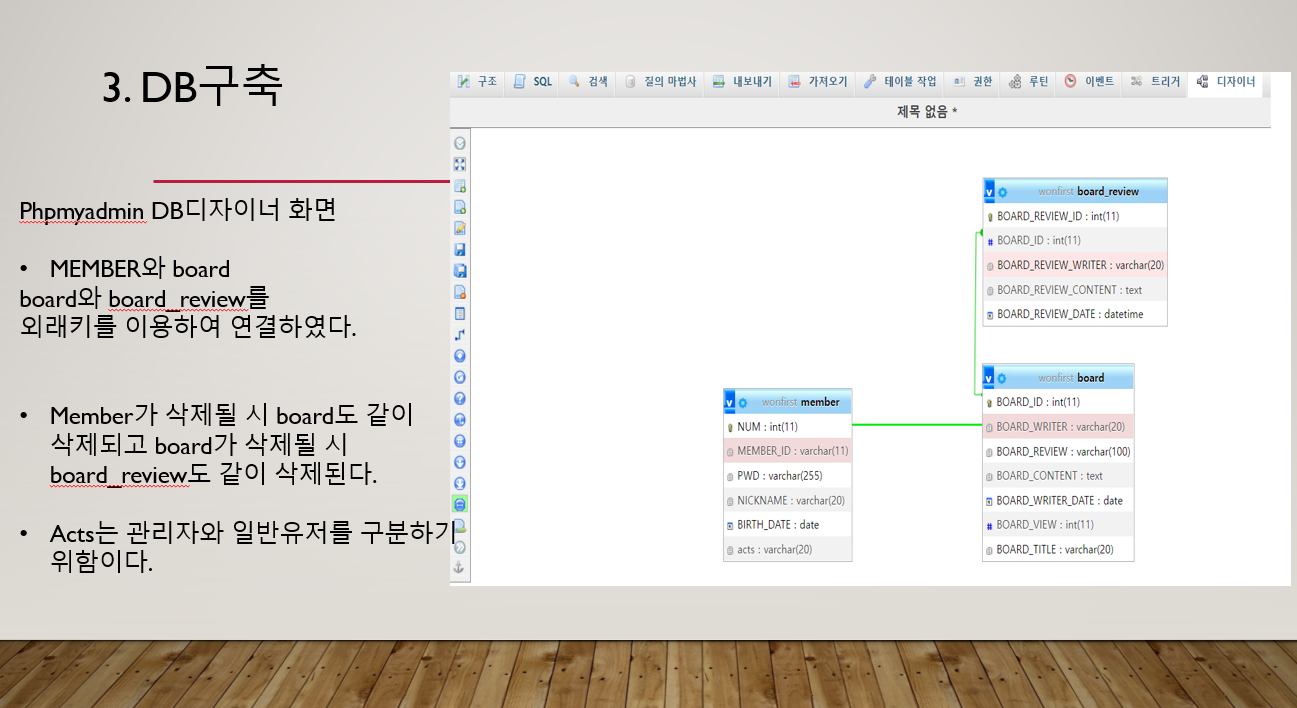 3. DB구축
Phpmyadmin DB디자이너 화면
• MEMBER와 board
board와 board_review를
외래키를 이용하여 연결하였다.
• Member가 삭제될 시 board도 같이
삭제되고 board가 삭제될 시
board_review도 같이 삭제된다.
• Acts는 관리자와 일반유저를 구분하기
위함이다.
구조 SQL 검색 질의 마법사 내보내기 가져오기 테이블 작업 권한 루틴 이벤트 트리거 디자이너
제목 없음 *
v wonfirst board_review
BOARD_REVIEW_ID : int(11)
# BOARD_ID : int(11)
BOARD_REVIEW_WRITER : varchar(20)
BOARD_REVIEW_CONTENT : text
BOARD_REVIEW_DATE : datetime
v wonfirst member
NUM : int(11)
MEMBER_ID : varchar(11)
PWD : varchar(255)
NICKNAME : varchar(20)
BIRTH_DATE : date
acts : varchar(20)
v wonfirst board
BOARD_ID : int(11)
BOARD_WRITER : varchar(20)
BOARD_REVIEW : varchar(100)
BOARD_CONTENT : text
BOARD_WRITER_DATE : date
# BOARD_VIEW : int(11)
BOARD_TITLE : varchar(20)